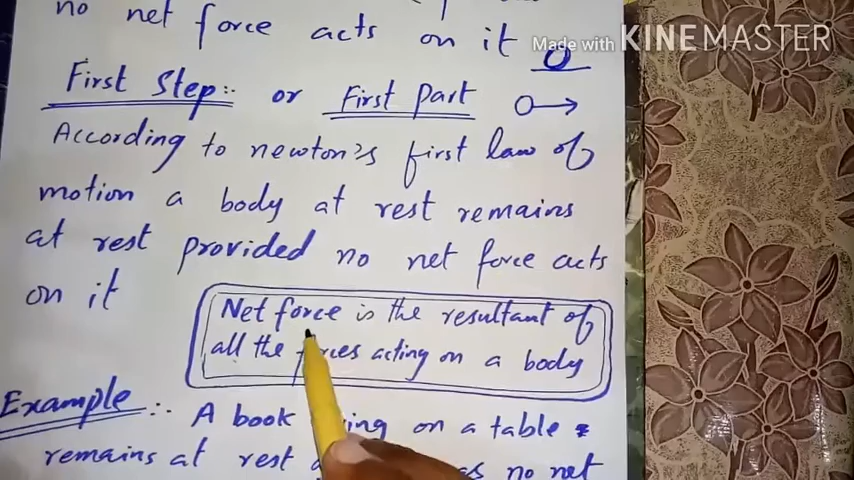 no net force acts on it
Made with KINEMASTER
First Step:- or First Part
According to newton's first law of
motion a body at rest remains
at rest provided no net force acts
on it
Net force is the resultant of
all the forces acting on a body
Example :- A book on a table
remains at rest as no net